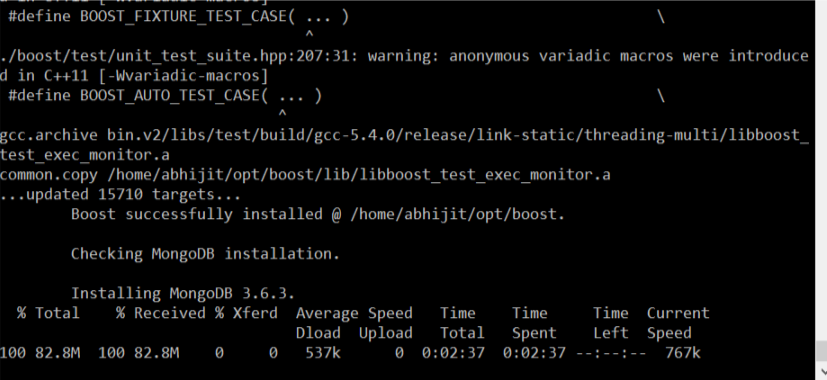 #define BOOST_FIXTURE_TEST_CASE( ... ) \
^
./boost/test/unit_test_suite.hpp:207:31: warning: anonymous variadic macros were introduce
d in C++11 [-Wvariadic-macros]
#define BOOST_AUTO_TEST_CASE( ... ) \
^
gcc.archive bin.v2/libs/test/build/gcc-5.4.0/release/link-static/threading-multi/libboost_
test_exec_monitor.a
common.copy /home/abhijit/opt/boost/lib/libboost_test_exec_monitor.a
...updated 15710 targets...
Boost successfully installed @ /home/abhijit/opt/boost.
Checking MongoDB installation.
Installing MongoDB 3.6.3.
% Total % Received % Xferd Average Speed Time Time Time Current
Dload Upload Total Spent Left Speed
100 82.8M 100 82.8M 0 0 537k 0 0:02:37 0:02:37 --:--:-- 767k